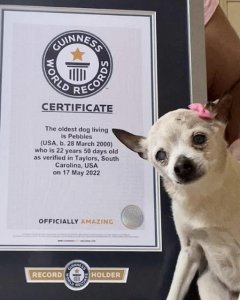 GUINNESS
WORLD RECORDS
CERTIFICATE
The oldest dog living
is Pebbles
(USA, b. 28 March 2000)
who is 22 years 50 days old
as verified in Taylors, South
Carolina, USA
on 17 May 2022
OFFICIALLY AMAZING
RECORD HOLDER